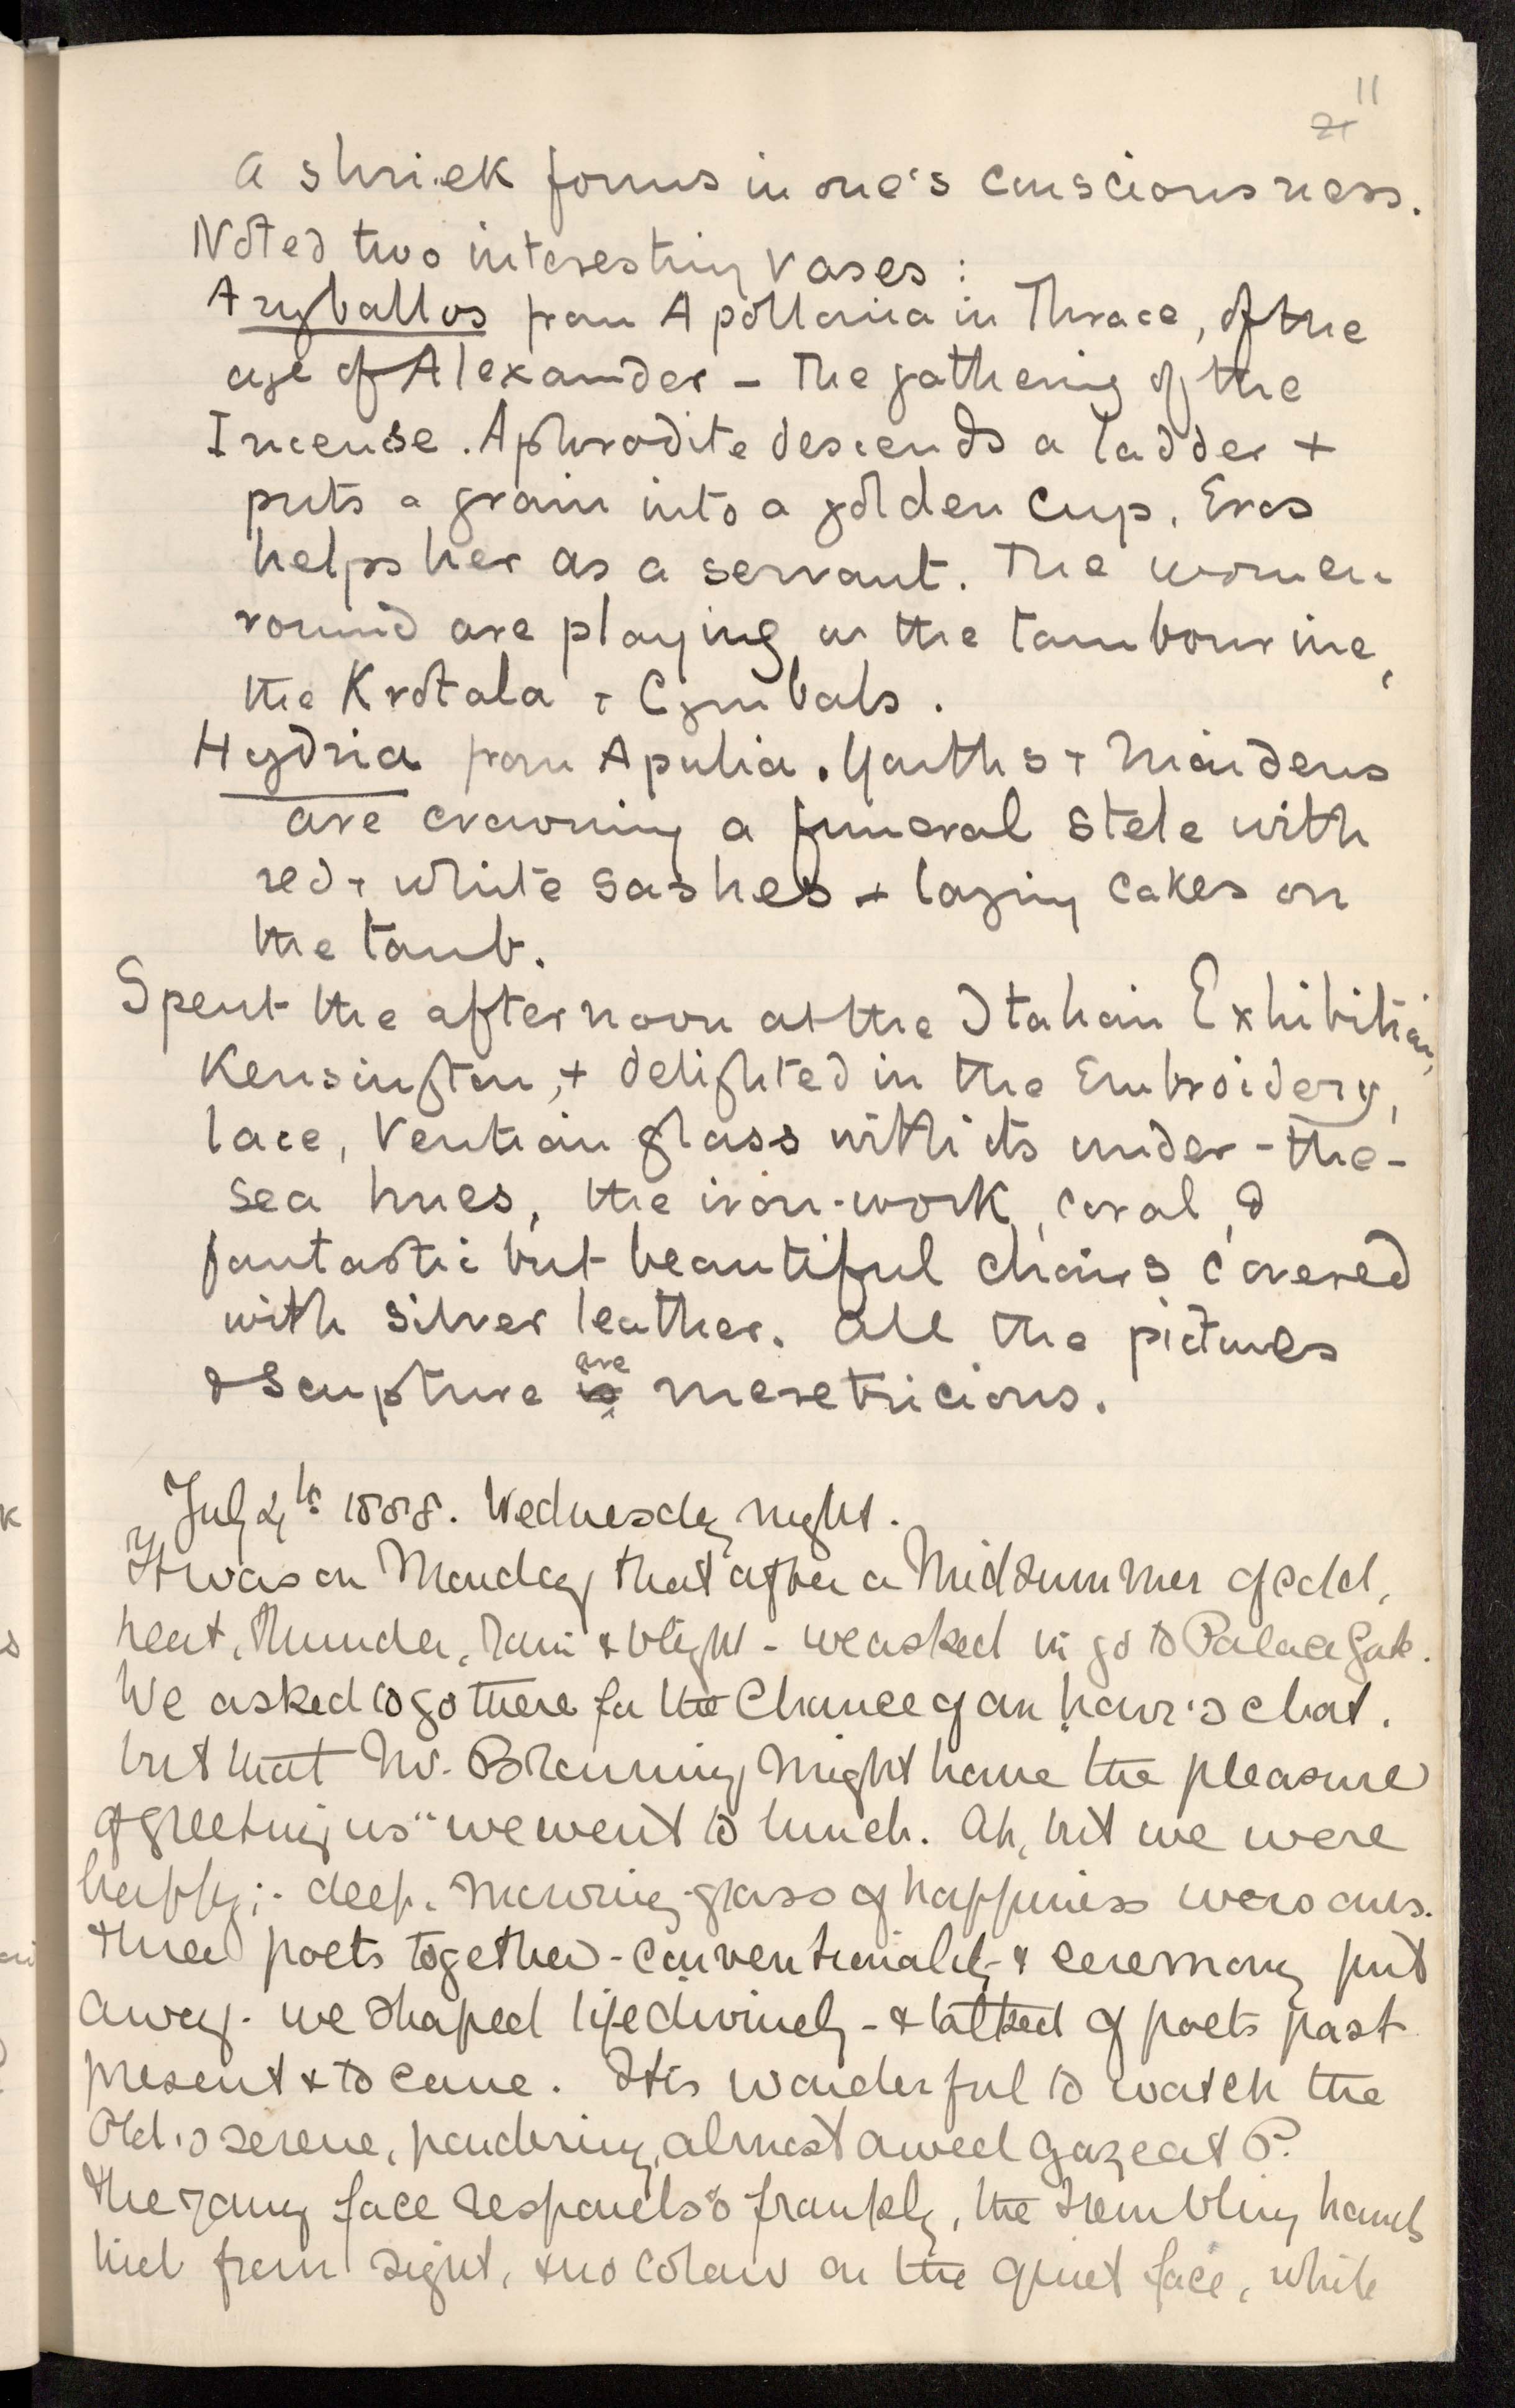 11
21
A shriek forms in one's consciousness.
Noted two interesting vases:
Aryballos from Apollonia in Thrace, of the
age of Alexander – The gathering of the
Incense. Aphrodite descends a ladder +
puts a grain into a golden cup. Eros
helps her as a servant. The women
round are playing on the tambourine,
the Krotala + Cymbals.
Hydria from Apulia. Youths + Maidens
are crowning a funeral stele with
red + white sashes + laying cakes on
the tomb.
Spent the afternoon at the Italian Exhibition,
Kensington, + delighted in the Embroidery,
lace, Ventian glass with its under-the-
sea hues, the iron-work, coral, &
fantastic but beautiful chairs covered
with silver leather. All the pictures
& scupture is are meretricious.
July 4th 1888. Wednesday night.
It was on Monday that after a Midsummer of cold,
heat, thunder, rain & blight – we asked to go to Palace Gate.
We asked to go there for the chance of an hour's chat.
but that Mr. Browning might have the pleasure
of greeting us" we went to lunch. Ah, but we were
happy; - deep, mowing-grass of happiness were ours.
three poets together - conventionality & ceremony put
away. we shaped life divinely - & talked of poets past
present & to come. It is wonderful to watch the
Old's serene, pondering, almost awed gaze at P.
the young face responds so frankly, the trembling hands
hid from sight, & no colour on the quiet face, while